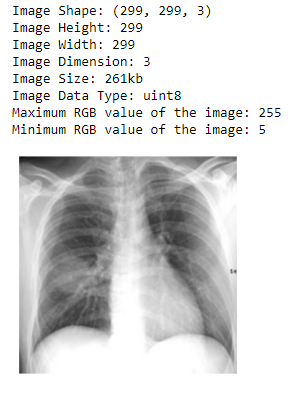 Image Shape: (299, 299, 3)
Image Height: 299
Image Width: 299
Image Dimension: 3
Image Size: 261kb
Image Data Type: uint8
Maximum RGB value of the image: 255
Minimum RGB value of the image: 5